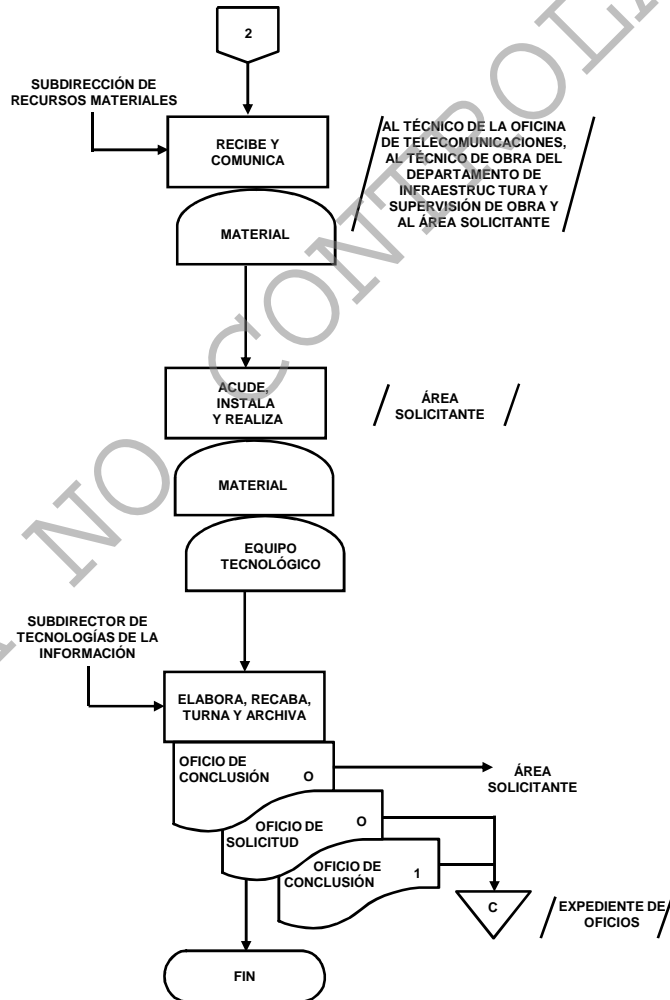 2
SUBDIRECCIÓN DE
RECURSOS MATERIALES
RECIBE Y
COMUNICA
AL TÉCNICO DE LA OFICINA
DE TELECOMUNICACIONES,
AL TÉCNICO DE OBRA DEL
DEPARTAMENTO DE
INFRAESTRUC TURA Y
SUPERVISIÓN DE OBRA Y
AL ÁREA SOLICITANTE
MATERIAL
ACUDE,
INSTALA
Y REALIZA
ÁREA
SOLICITANTE
MATERIAL
EQUIPO
TECNOLÓGICO
SUBDIRECTOR DE
TECNOLOGÍAS DE LA
INFORMACIÓN
ELABORA, RECABA,
TURNA Y ARCHIVA
OFICIO DE
CONCLUSIÓN O
ÁREA
SOLICITANTE
OFICIO DE O
SOLICITUD
OFICIO DE
CONCLUSIÓN 1
C
EXPEDIENTE DE
OFICIOS
FIN
NO CONTROLA